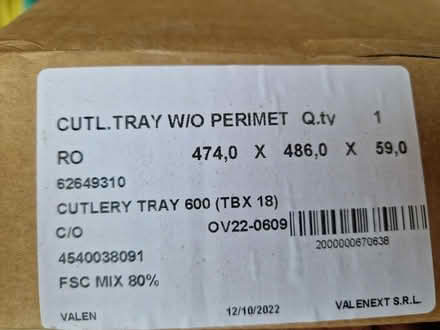 CUTL.TRAY W/O PERIMET Q.ty 1
RO 474,0 X 486,0 X 59,0
62649310
CUTLERY TRAY 600 (TBX 18)
C/O OV22-0609
2000000670638
4540038091
FSC MIX 80%
VALEN 12/10/2022 VALENEXT S.R.L.